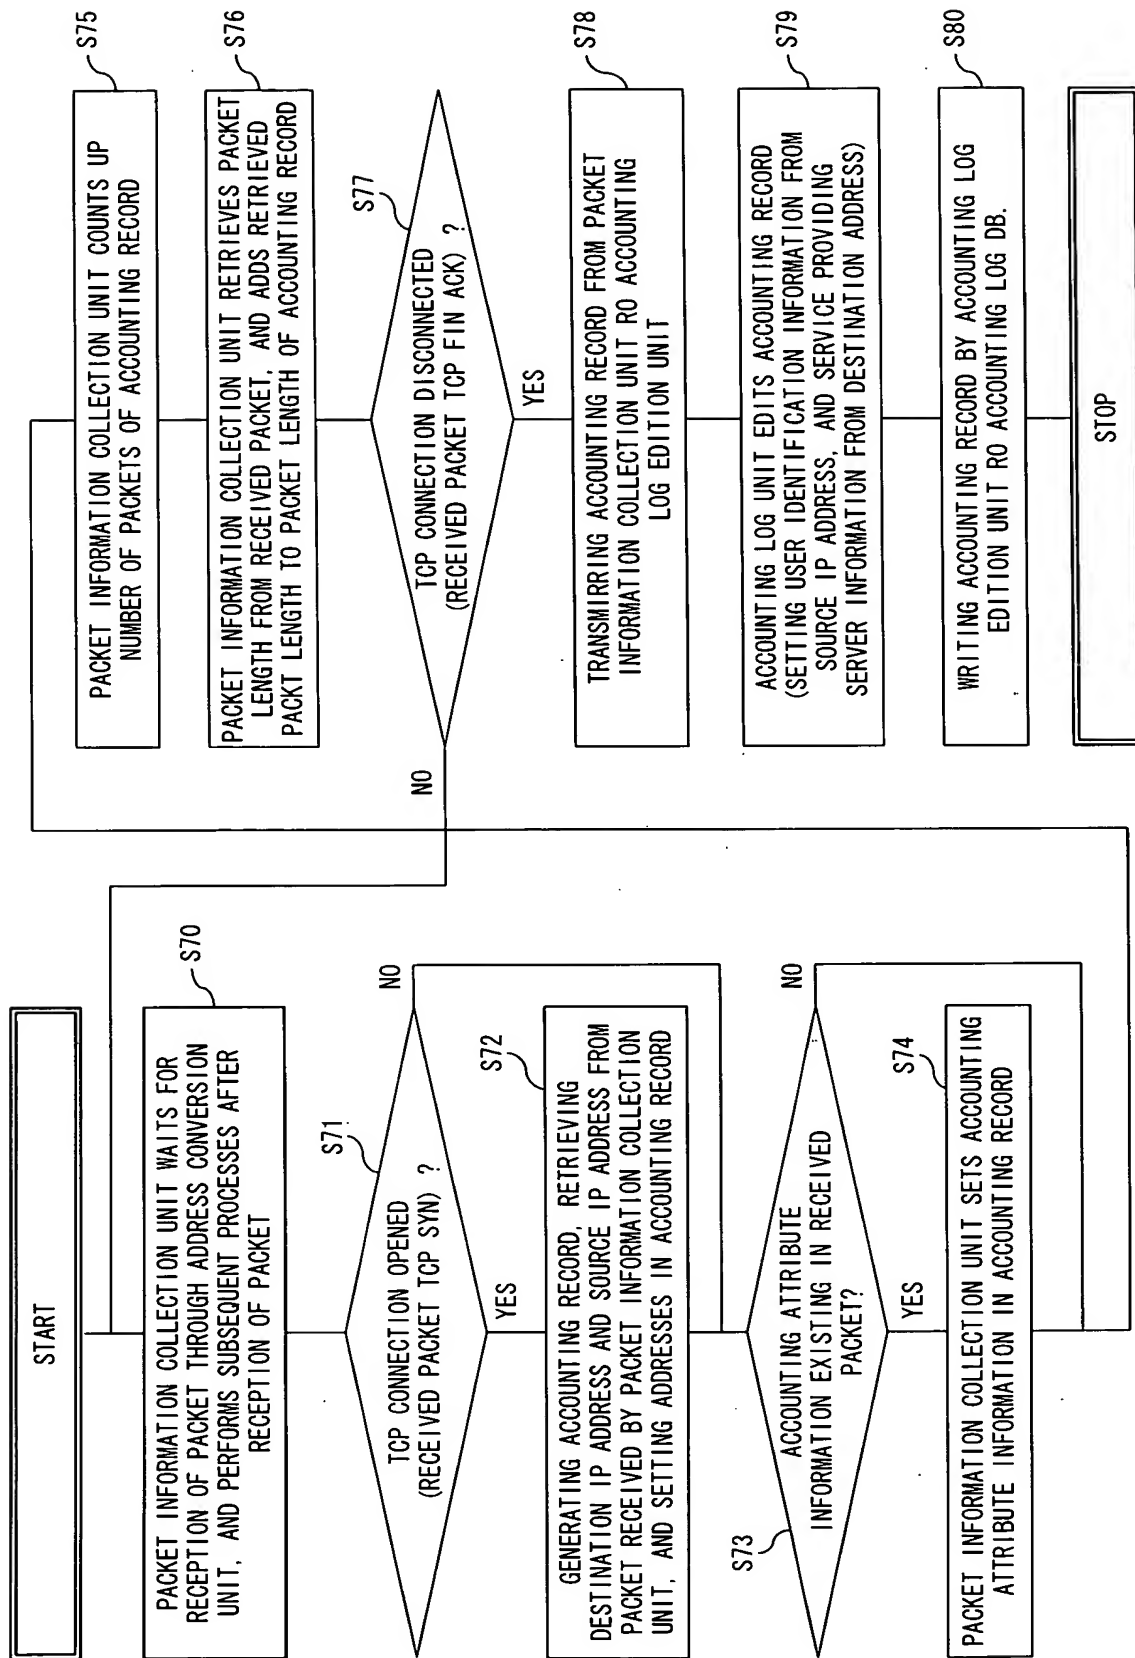 START
PACKET INFORMATION COLLECTION UNIT WAITS FOR
RECEPTION OF PACKET THROUGH ADDRESS CONVERSION
UNIT, AND PERFORMS SUBSEQUENT PROCESSES AFTER
RECEPTION OF PACKET
S70
TCP CONNECTION OPENED
(RECEIVED PACKET TCP SYN) ?
S71
NO
YES
GENERATING ACCOUNTING RECORD, RETRIEVING
DESTINATION IP ADDRESS AND SOURCE IP ADDRESS FROM
PACKET RECEIVED BY PACKET INFORMATION COLLECTION
UNIT, AND SETTING ADDRESSES IN ACCOUNTING RECORD
S72
ACCOUNTING ATTRIBUTE
INFORMATION EXISTING IN RECEIVED
PACKET?
S73
NO
YES
PACKET INFORMATION COLLECTION UNIT SETS ACCOUNTING
ATTRIBUTE INFORMATION IN ACCOUNTING RECORD
S74
PACKET INFORMATION COLLECTION UNIT COUNTS UP
NUMBER OF PACKETS OF ACCOUNTING RECORD
S75
PACKET INFORMATION COLLECTION UNIT RETRIEVES PACKET
LENGTH FROM RECEIVED PACKET, AND ADDS RETRIEVED
PACKT LENGTH TO PACKET LENGTH OF ACCOUNTING RECORD
S76
TCP CONNECTION DISCONNECTED
(RECEIVED PACKET TCP FIN ACK) ?
S77
NO
YES
TRANSMIRRING ACCOUNTING RECORD FROM PACKET
INFORMATION COLLECTION UNIT RO ACCOUNTING
LOG EDITION UNIT
S78
ACCOUNTING LOG UNIT EDITS ACCOUNTING RECORD
(SETTING USER IDENTIFICATION INFORMATION FROM
SOURCE IP ADDRESS, AND SERVICE PROVIDING
SERVER INFORMATION FROM DESTINATION ADDRESS)
S79
WRITING ACCOUNTING RECORD BY ACCOUNTING LOG
EDITION UNIT RO ACCOUNTING LOG DB.
S80
STOP